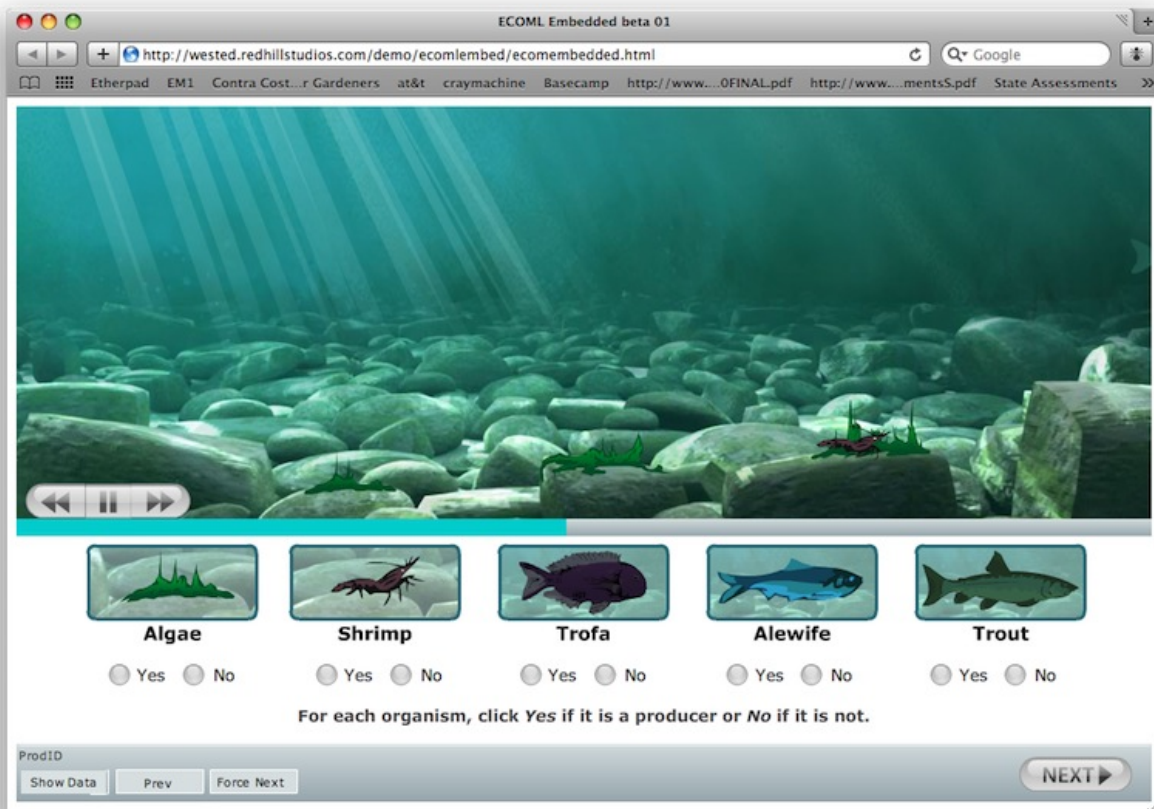 ECOML Embedded beta 01
http://wested.redhillstudios.com/demo/ecomlembed/ecomembedded.html
Google
Etherpad EM1 Contra Cost...r Gardeners at&t craymachine Basecamp http://www....0FINAL.pdf http://www....mentsS.pdf State Assessments
Algae Shrimp Trofa Alewife Trout
Yes No Yes No Yes No Yes No Yes No
For each organism, click Yes if it is a producer or No if it is not.
ProdID
Show Data Prev Force Next NEXT